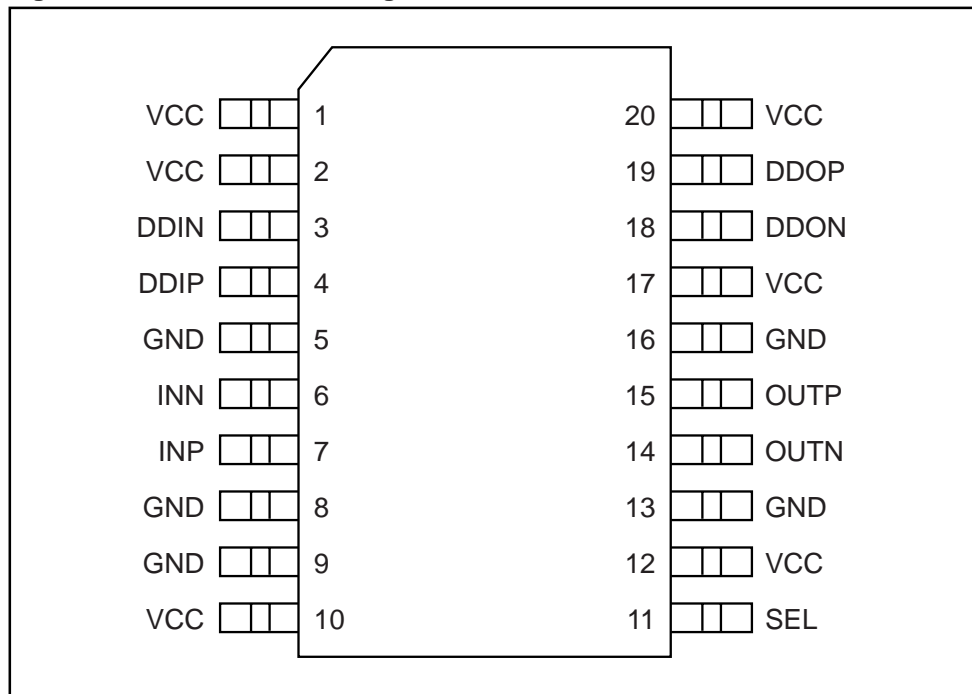 VCC 1 20 VCC
VCC 2 19 DDOP
DDIN 3 18 DDON
DDIP 4 17 VCC
GND 5 16 GND
INN 6 15 OUTP
INP 7 14 OUTN
GND 8 13 GND
GND 9 12 VCC
VCC 10 11 SEL